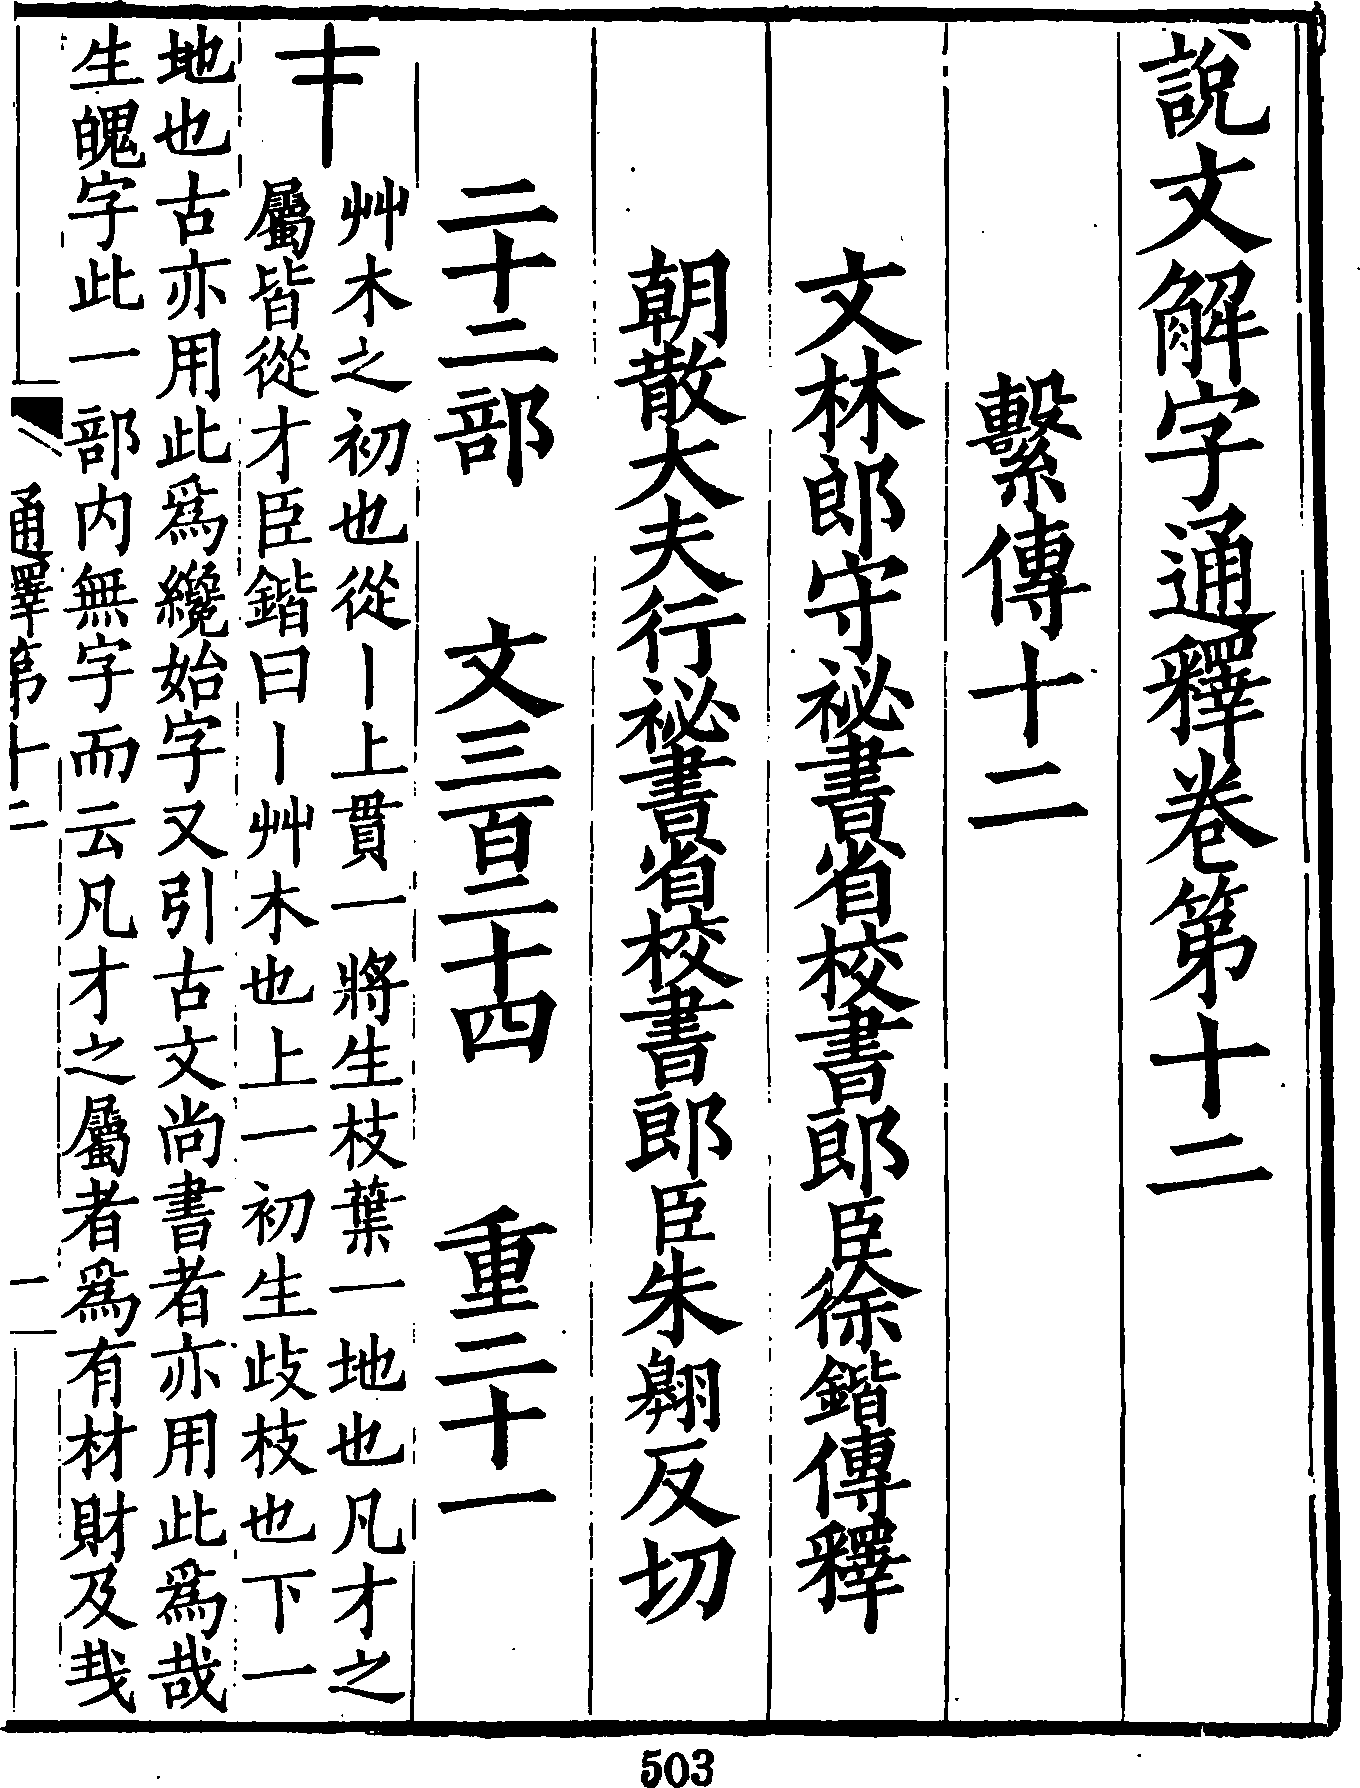 說文解字通釋卷第十二
繫傳十二
文林郎守祕書省校書郎臣徐鍇傳釋
朝散大夫行祕書省校書郎臣朱翺反切
二十二部 文三百二十四 重二十一
艸木之初也從丨上貫一將生枝葉一地也凡才之
屬皆從才臣鍇曰丨艸木也上一初生歧枝也下一
地也古亦用此爲纔始字又引古文尚書者亦用此爲哉
生魄字此一部内無字而云凡才之屬者爲有材財及𢦏
通釋第十二
一
503